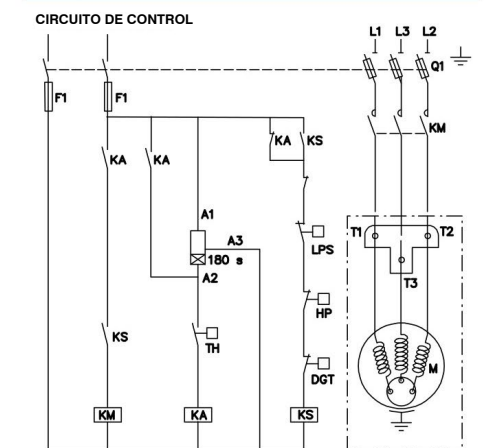 CIRCUITO DE CONTROL
L1 L3 L2
Q1
F1 F1
KM
KA KS
KA KA
A1
T1 T2
A3
LPS
180 s
A2
T3
HP
KS
TH
M
DGT
KM KA KS